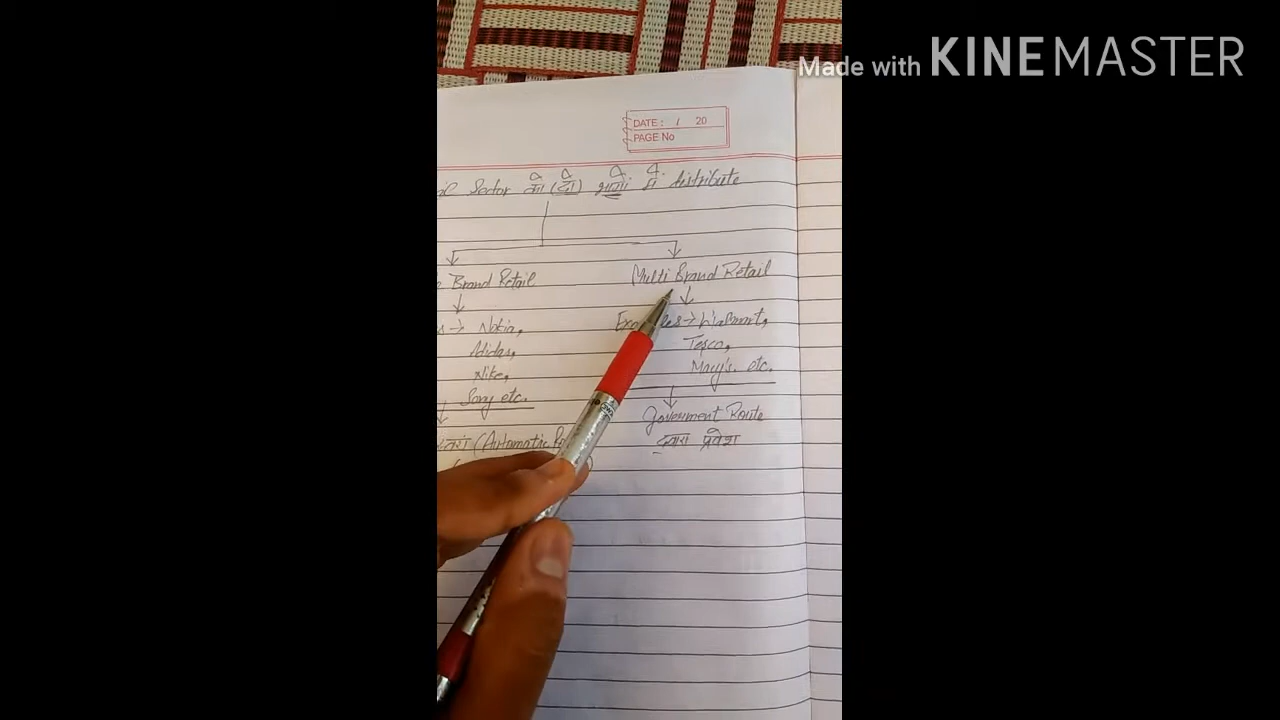 Made with KINEMASTER
DATE: / 20
PAGE No
Sector को (दो) भागों में distribute
Brand Retail
Multi Brand Retail
→ Nokia,
Adidas,
Nike,
Sony etc.
→ Walmart,
Tesco,
Macy's. etc.
(Automatic
Government Route
द्वारा प्रवेश